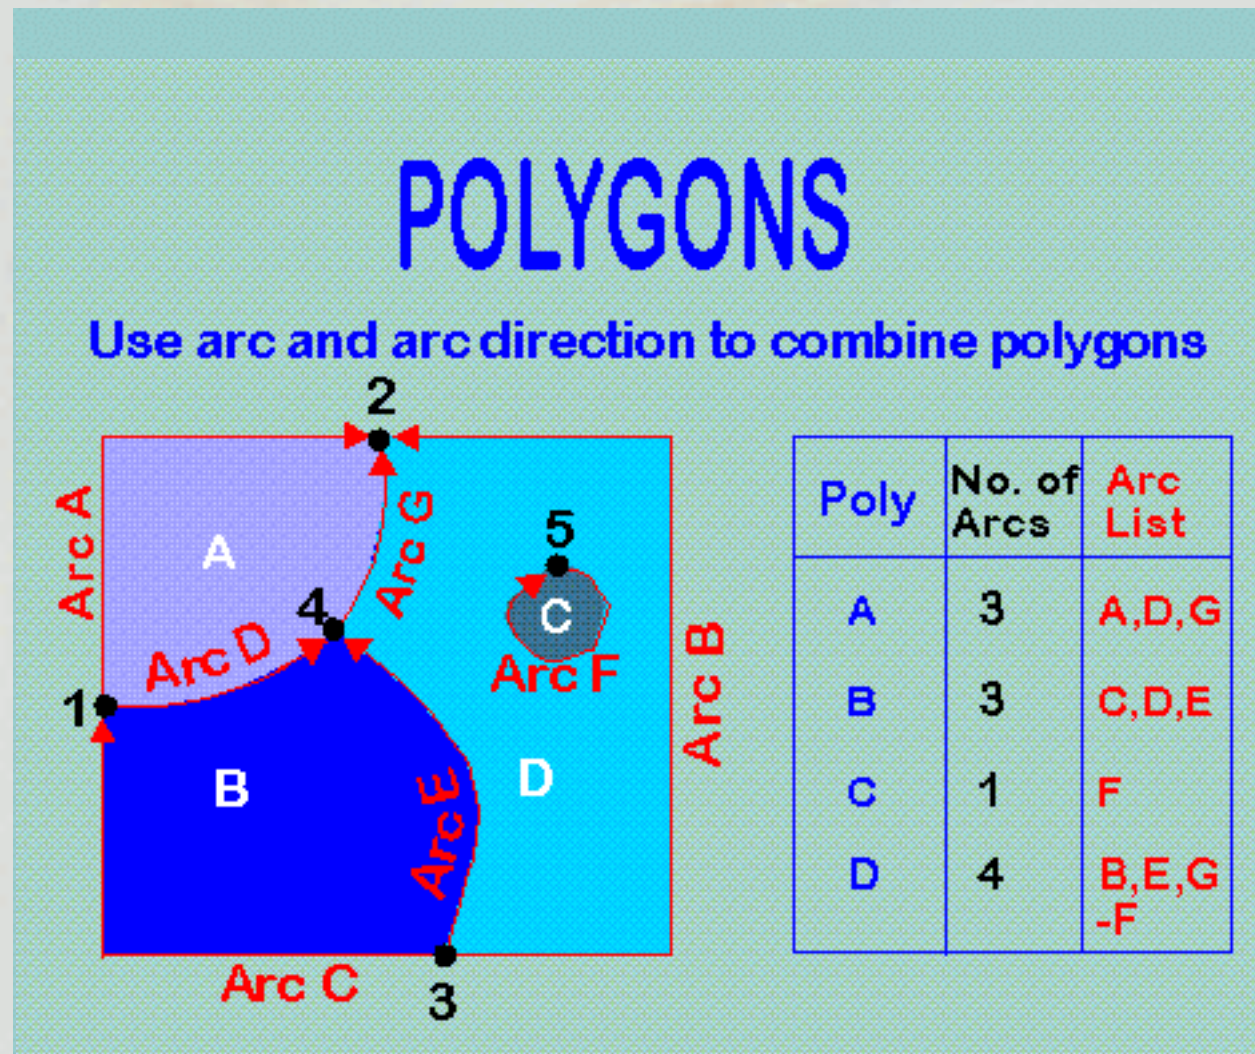 POLYGONS
Use arc and arc direction to combine polygons
2
Arc A
A
Arc G
5
C
Arc F
4
Arc D
1
Arc B
B
D
Arc E
Arc C
3
Poly No. of Arcs Arc List
A 3 A,D,G
B 3 C,D,E
C 1 F
D 4 B,E,G
-F